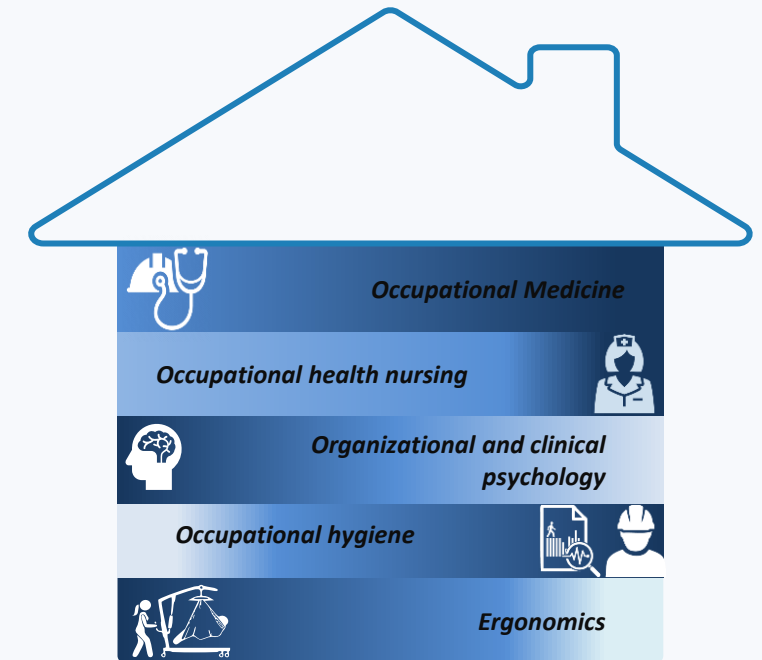 Occupational Medicine
Occupational health nursing
Organizational and clinical
psychology
Occupational hygiene
Ergonomics